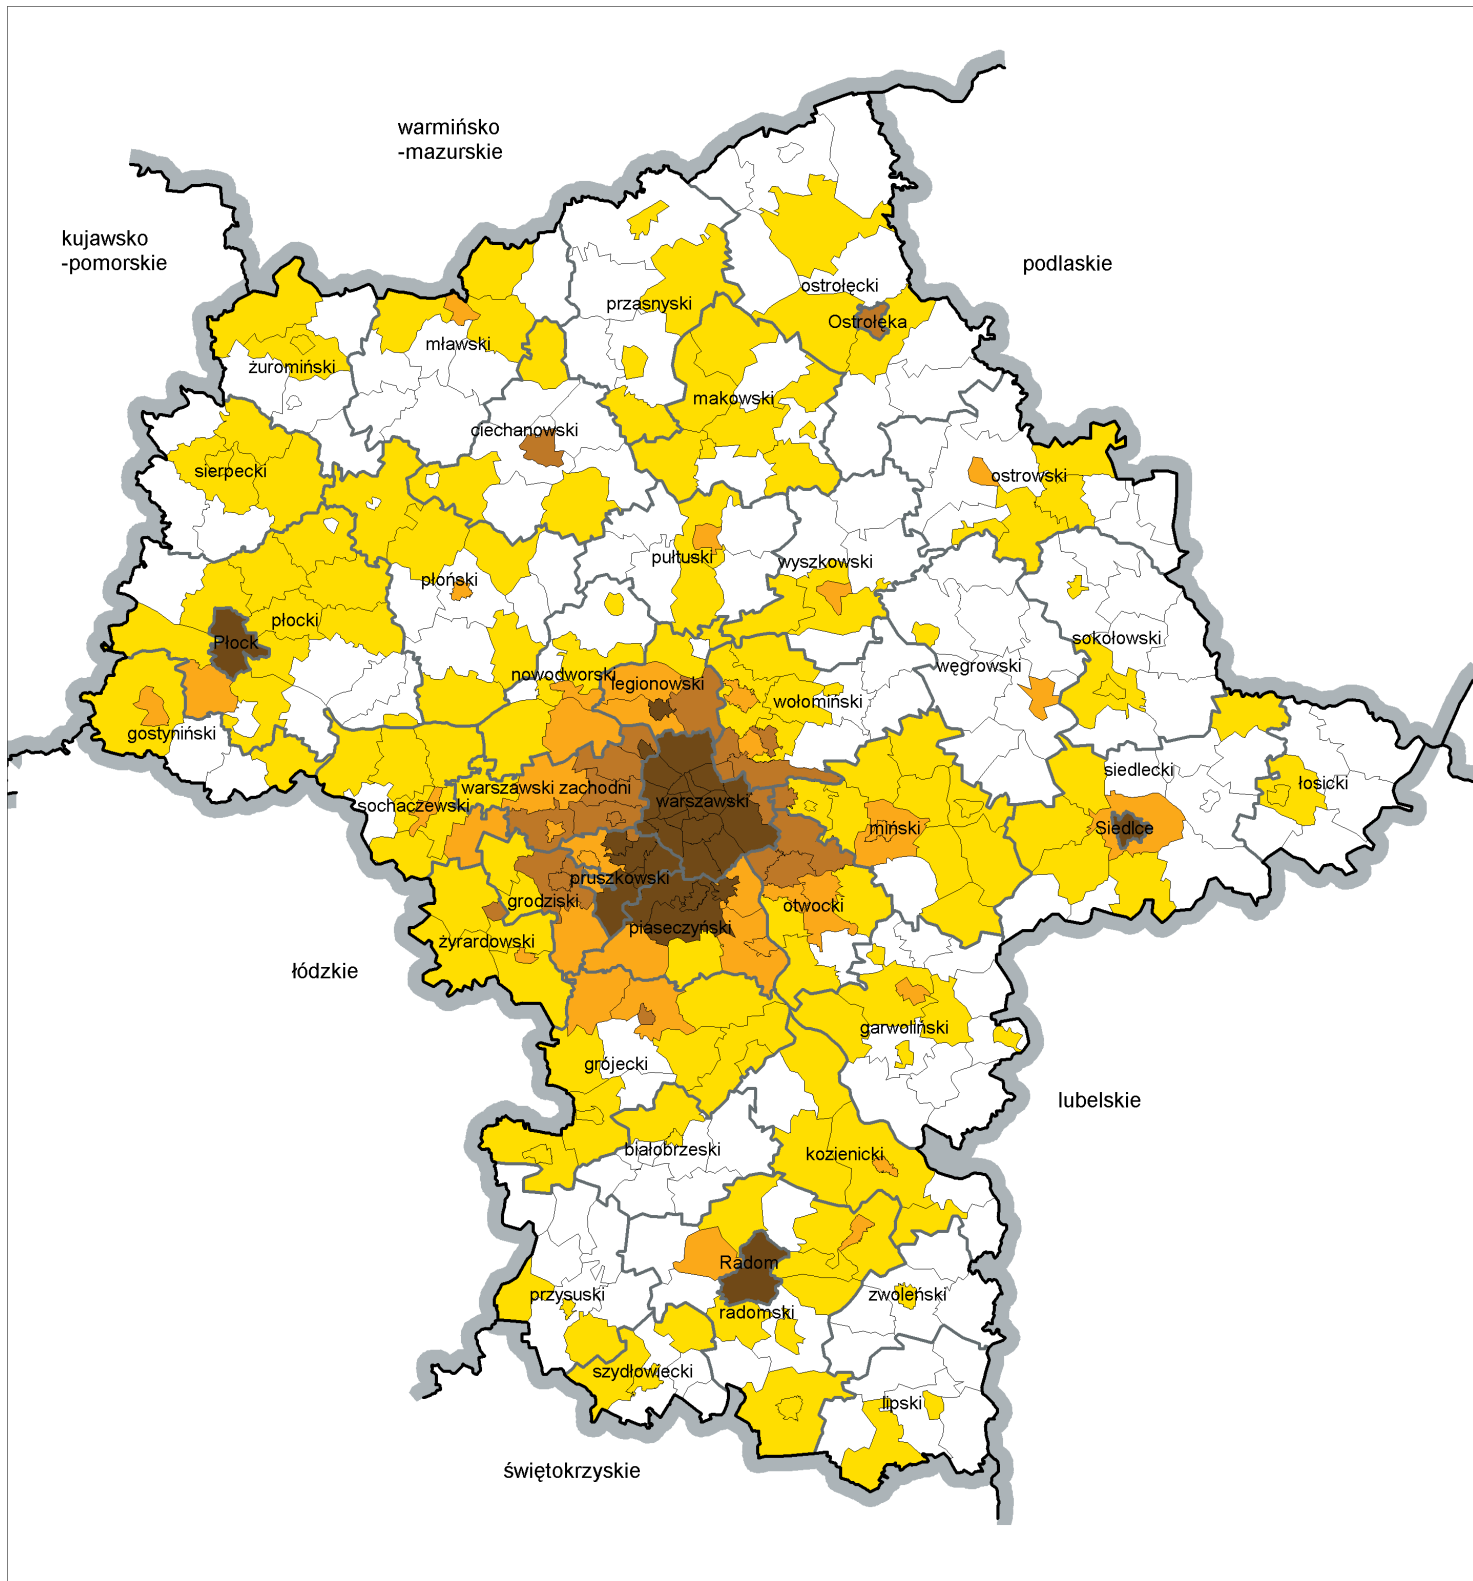 warmińsko
-mazurskie
kujawsko
-pomorskie
podlaskie
ostrołęcki
przasnyski
Ostrołęka
mławski
żuromiński
makowski
ciechanowski
sierpecki
ostrowski
pułtuski
wyszkowski
płoński
płocki
Płock
sokołowski
węgrowski
nowodworski
legionowski
wołomiński
gostyniński
siedlecki
łosicki
warszawski zachodni
warszawski
sochaczewski
miński
Siedlce
pruszkowski
grodziski
otwocki
piaseczyński
żyrardowski
łódzkie
garwoliński
grójecki
lubelskie
białobrzeski
kozienicki
Radom
przysuski
zwoleński
radomski
szydłowiecki
lipski
świętokrzyskie